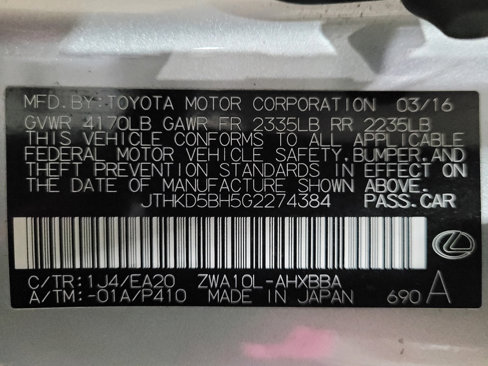 MFD.BY:TOYOTA MOTOR CORPORATION 03/16
GVWR 4170LB GAWR FR 2335LB RR 2235LB
THIS VEHICLE CONFORMS TO ALL APPLICABLE
FEDERAL MOTOR VEHICLE SAFETY,BUMPER,AND
THEFT PREVENTION STANDARDS IN EFFECT ON
THE DATE OF MANUFACTURE SHOWN ABOVE.
JTHKD5BH5G2274384 PASS.CAR
C/TR:1J4/EA20 ZWA10L-AHXBBA
A/TM:-01A/P410 MADE IN JAPAN 690 A